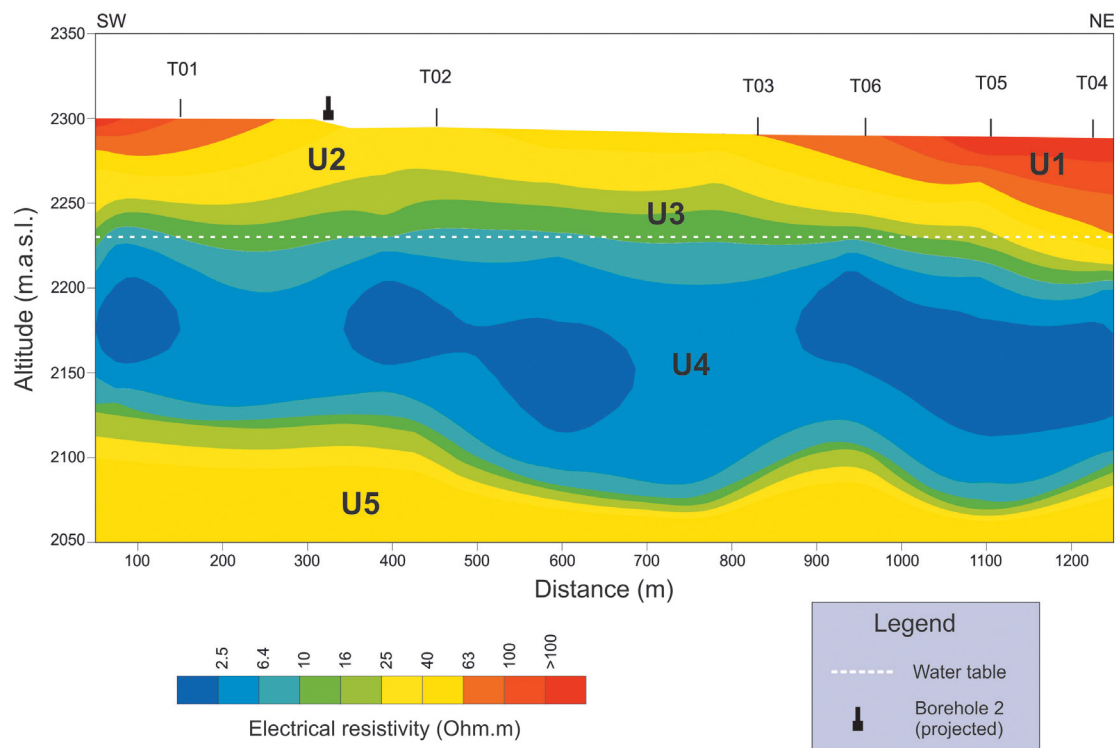 SW
NE
2350
2300
2250
2200
2150
2100
2050
Altitude (m.a.s.l.)
T01
T02
T03
T06
T05
T04
U2
U1
U3
U4
U5
100
200
300
400
500
600
700
800
900
1000
1100
1200
Distance (m)
2.5
6.4
10
16
25
40
63
100
>100
Electrical resistivity (Ohm.m)
Legend
Water table
Borehole 2
(projected)